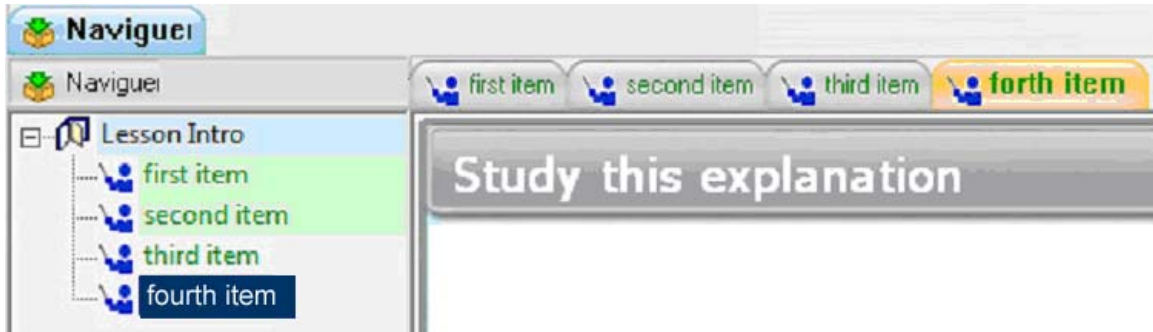 Naviguer
Naviguer
first item second item third item forth item
Lesson Intro
first item
second item
third item
fourth item
Study this explanation